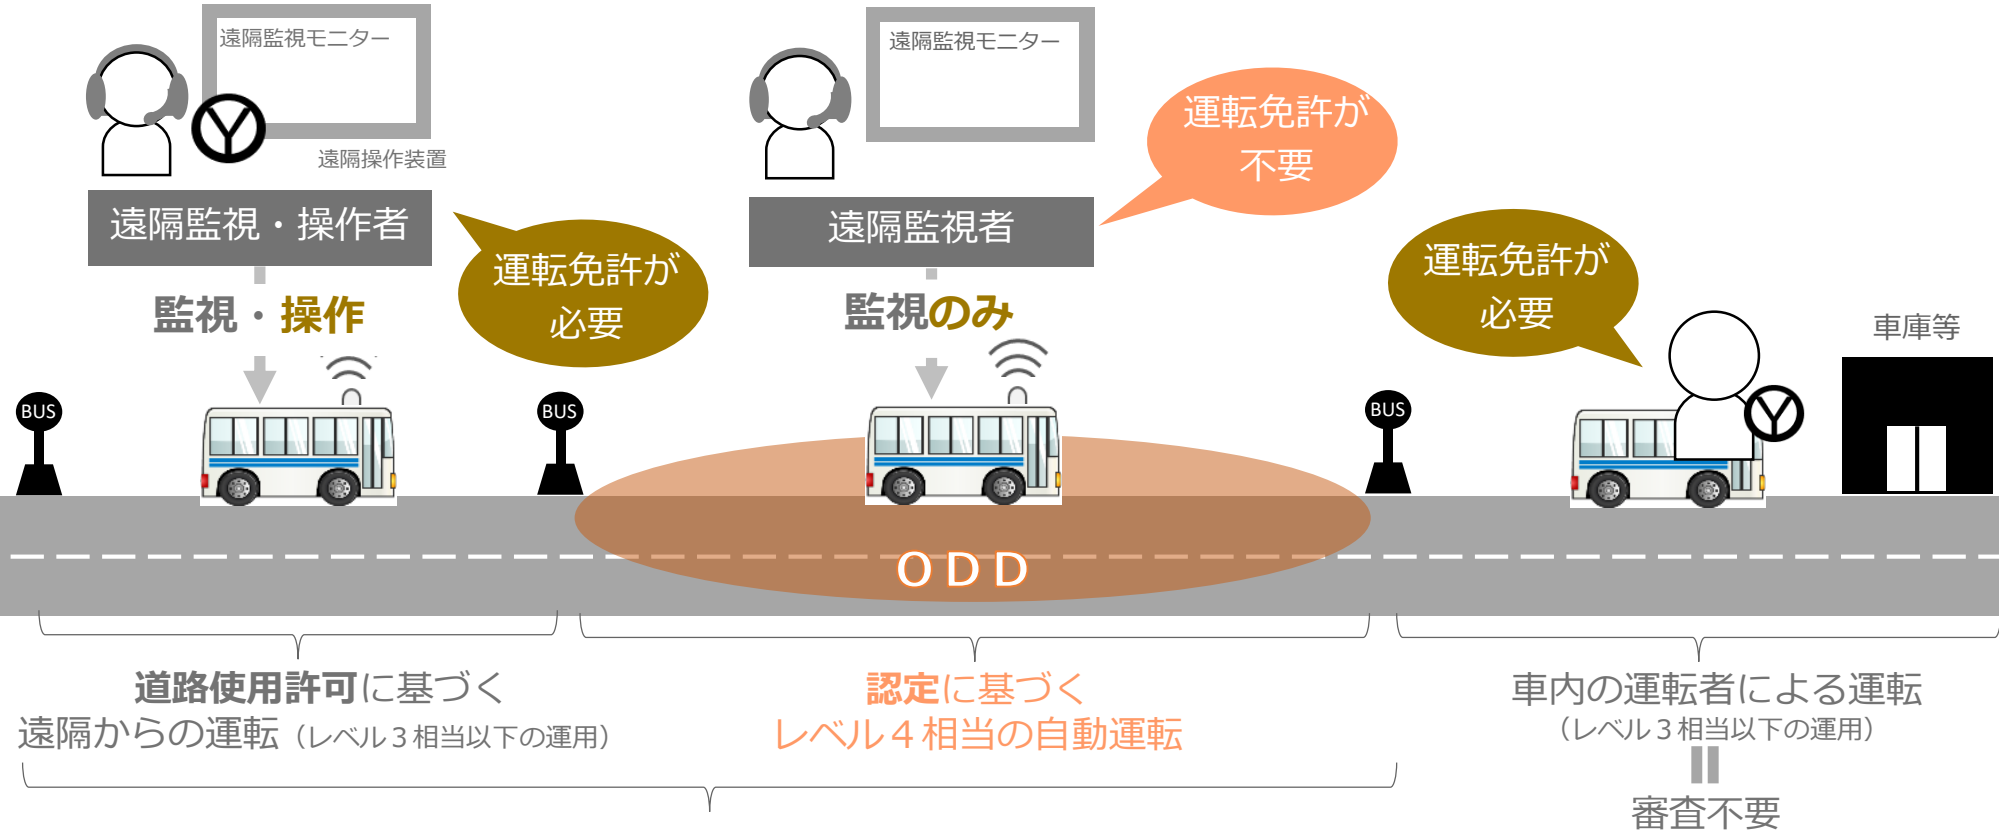 遠隔監視モニター
遠隔操作装置
遠隔監視・操作者
運転免許が
必要
監視・操作
遠隔監視モニター
運転免許が
不要
遠隔監視者
監視のみ
運転免許が
必要
車庫等
BUS
BUS
BUS
ODD
道路使用許可に基づく
遠隔からの運転（レベル３相当以下の運用）
認定に基づく
レベル４相当の自動運転
車内の運転者による運転
（レベル３相当以下の運用）
審査不要